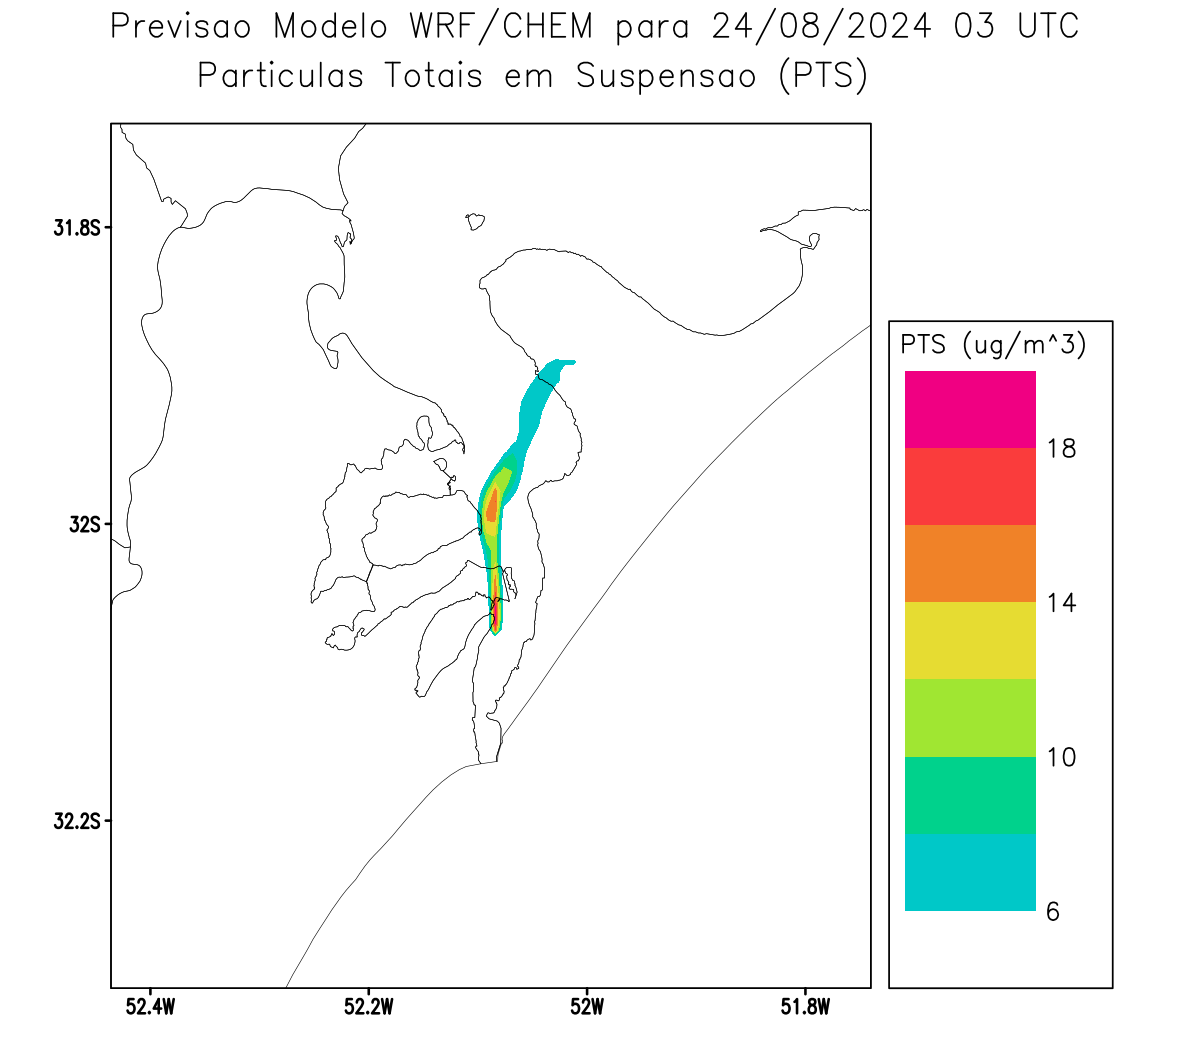 Previsao Modelo WRF/CHEM para 24/08/2024 03 UTC
Particulas Totais em Suspensao (PTS)
31.8S
32S
32.2S
52.4W
52.2W
52W
51.8W
PTS (ug/m^3)
18
14
10
6